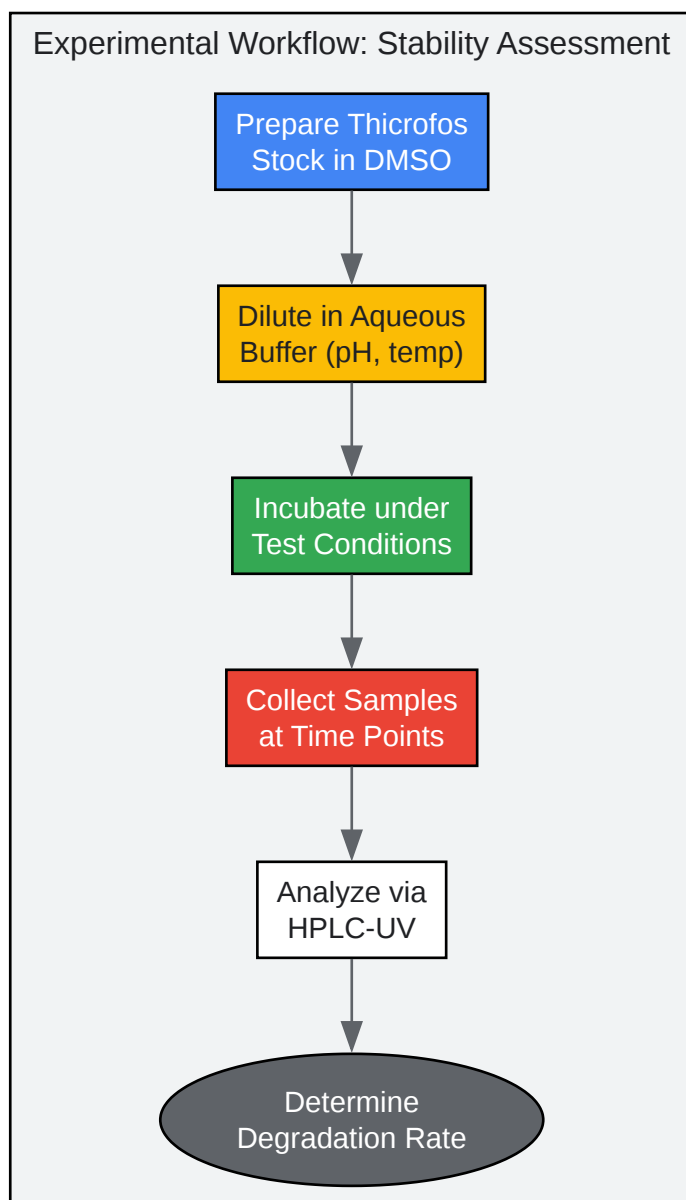 Experimental Workflow: Stability Assessment
Prepare Thicrofos
Stock in DMSO
Dilute in Aqueous
Buffer (pH, temp)
Incubate under
Test Conditions
Collect Samples
at Time Points
Analyze via
HPLC-UV
Determine
Degradation Rate